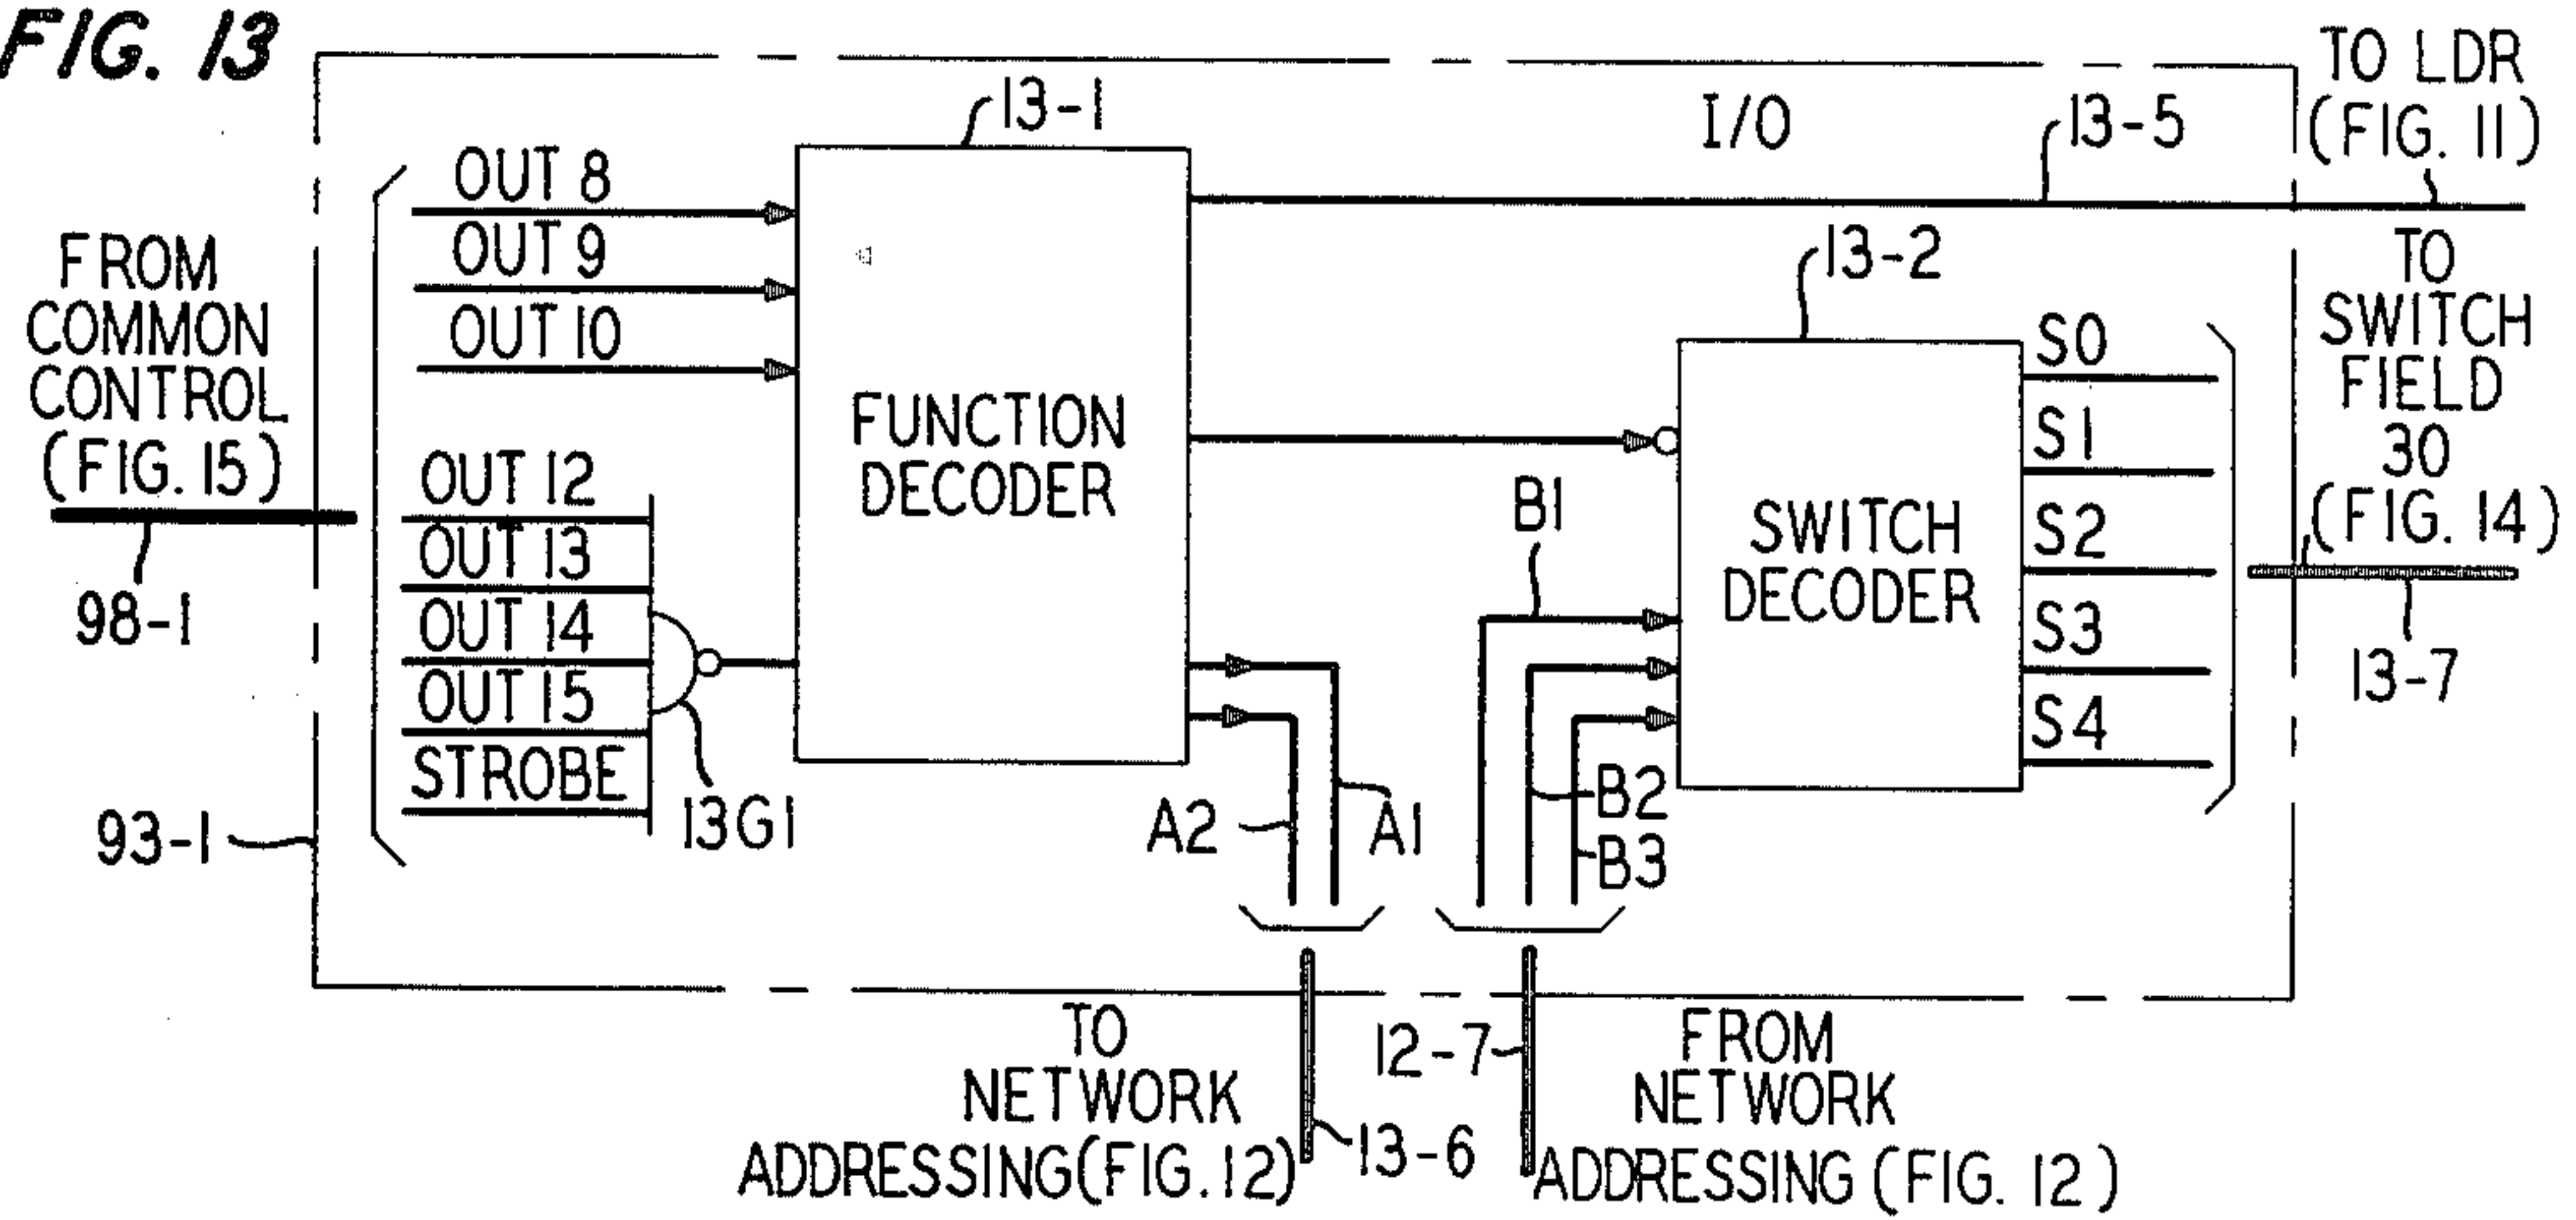 FIG. 13
TO LDR
(FIG. 11)
13-1
I/O
13-5
OUT 8
OUT 9
OUT 10
FROM
COMMON
CONTROL
(FIG. 15)
98-1
93-1
OUT 12
OUT 13
OUT 14
OUT 15
STROBE
13G1
FUNCTION
DECODER
13-2
SWITCH
DECODER
B1
B2
B3
A2
A1
S0
S1
S2
S3
S4
TO
SWITCH
FIELD
30
(FIG. 14)
13-7
TO
NETWORK
ADDRESSING (FIG. 12)
13-6
12-7
FROM
NETWORK
ADDRESSING (FIG. 12)